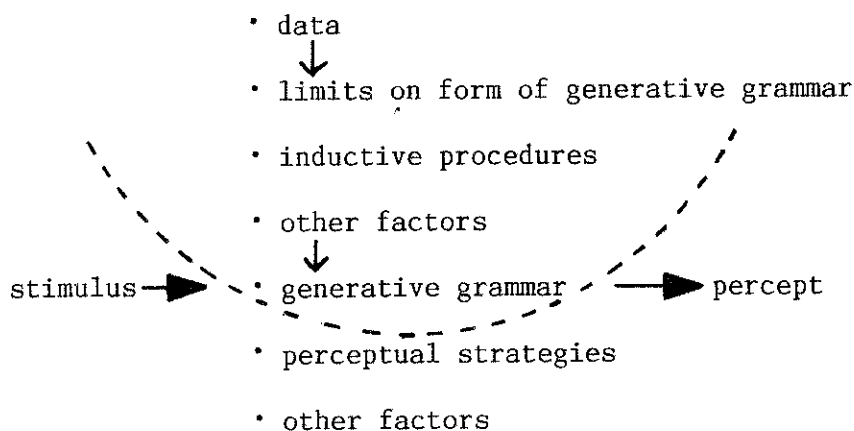 · data
· limits on form of generative grammar
· inductive procedures
· other factors
stimulus · generative grammar percept
· perceptual strategies
· other factors